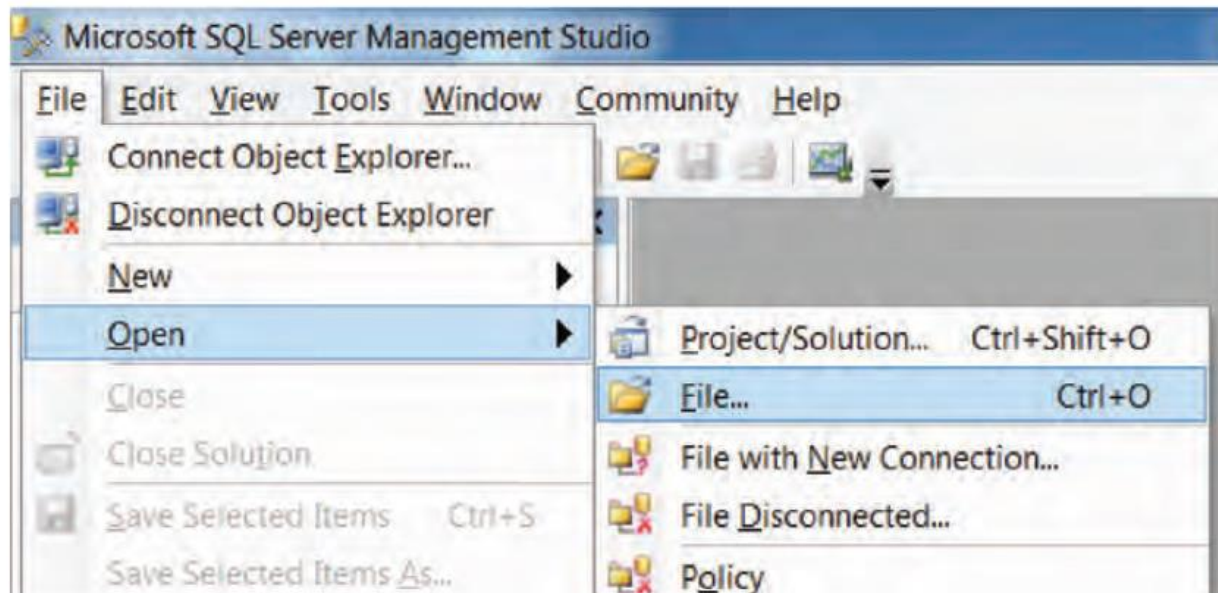 Microsoft SQL Server Management Studio
File Edit View Tools Window Community Help
Connect Object Explorer...
Disconnect Object Explorer
New
Open
Project/Solution... Ctrl+Shift+O
Close
File... Ctrl+O
Close Solution
File with New Connection...
Save Selected Items Ctrl+S
File Disconnected...
Save Selected Items As...
Policy